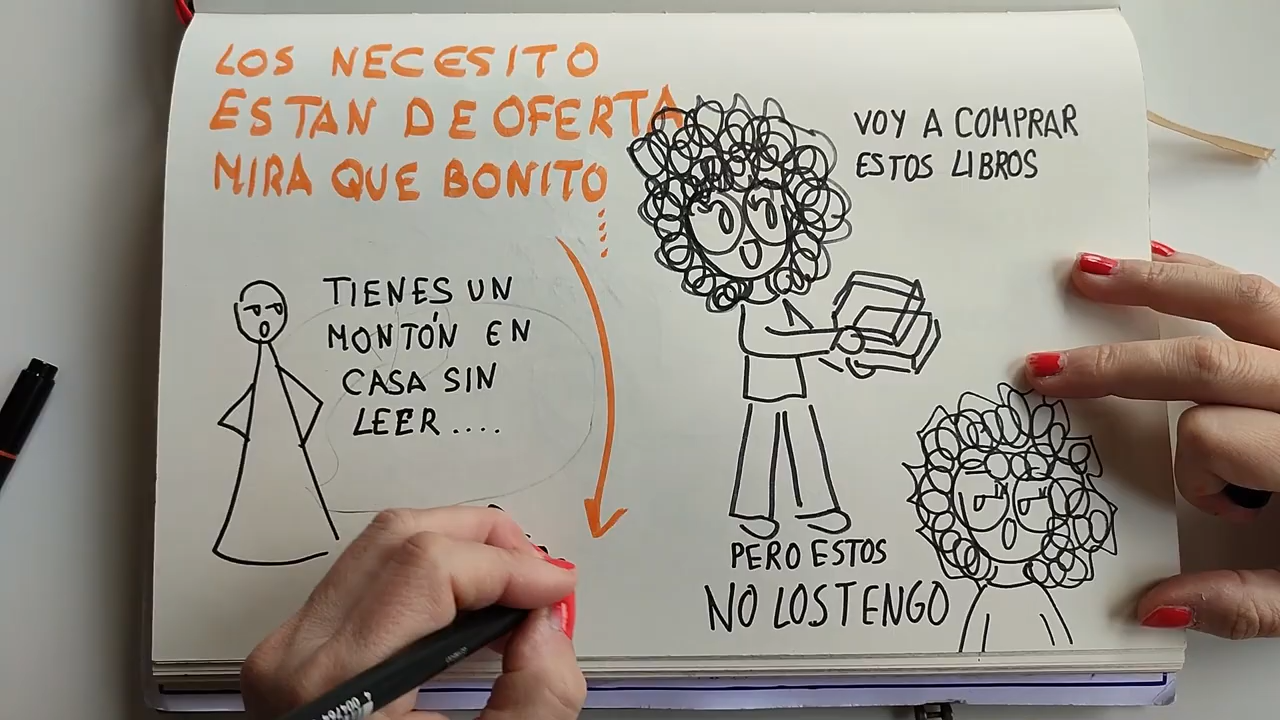 LOS NECESITO
ESTAN DE OFERTA
MIRA QUE BONITO
VOY A COMPRAR
ESTOS LIBROS
TIENES UN
MONTÓN EN
CASA SIN
LEER....
PERO ESTOS
NO LOS TENGO